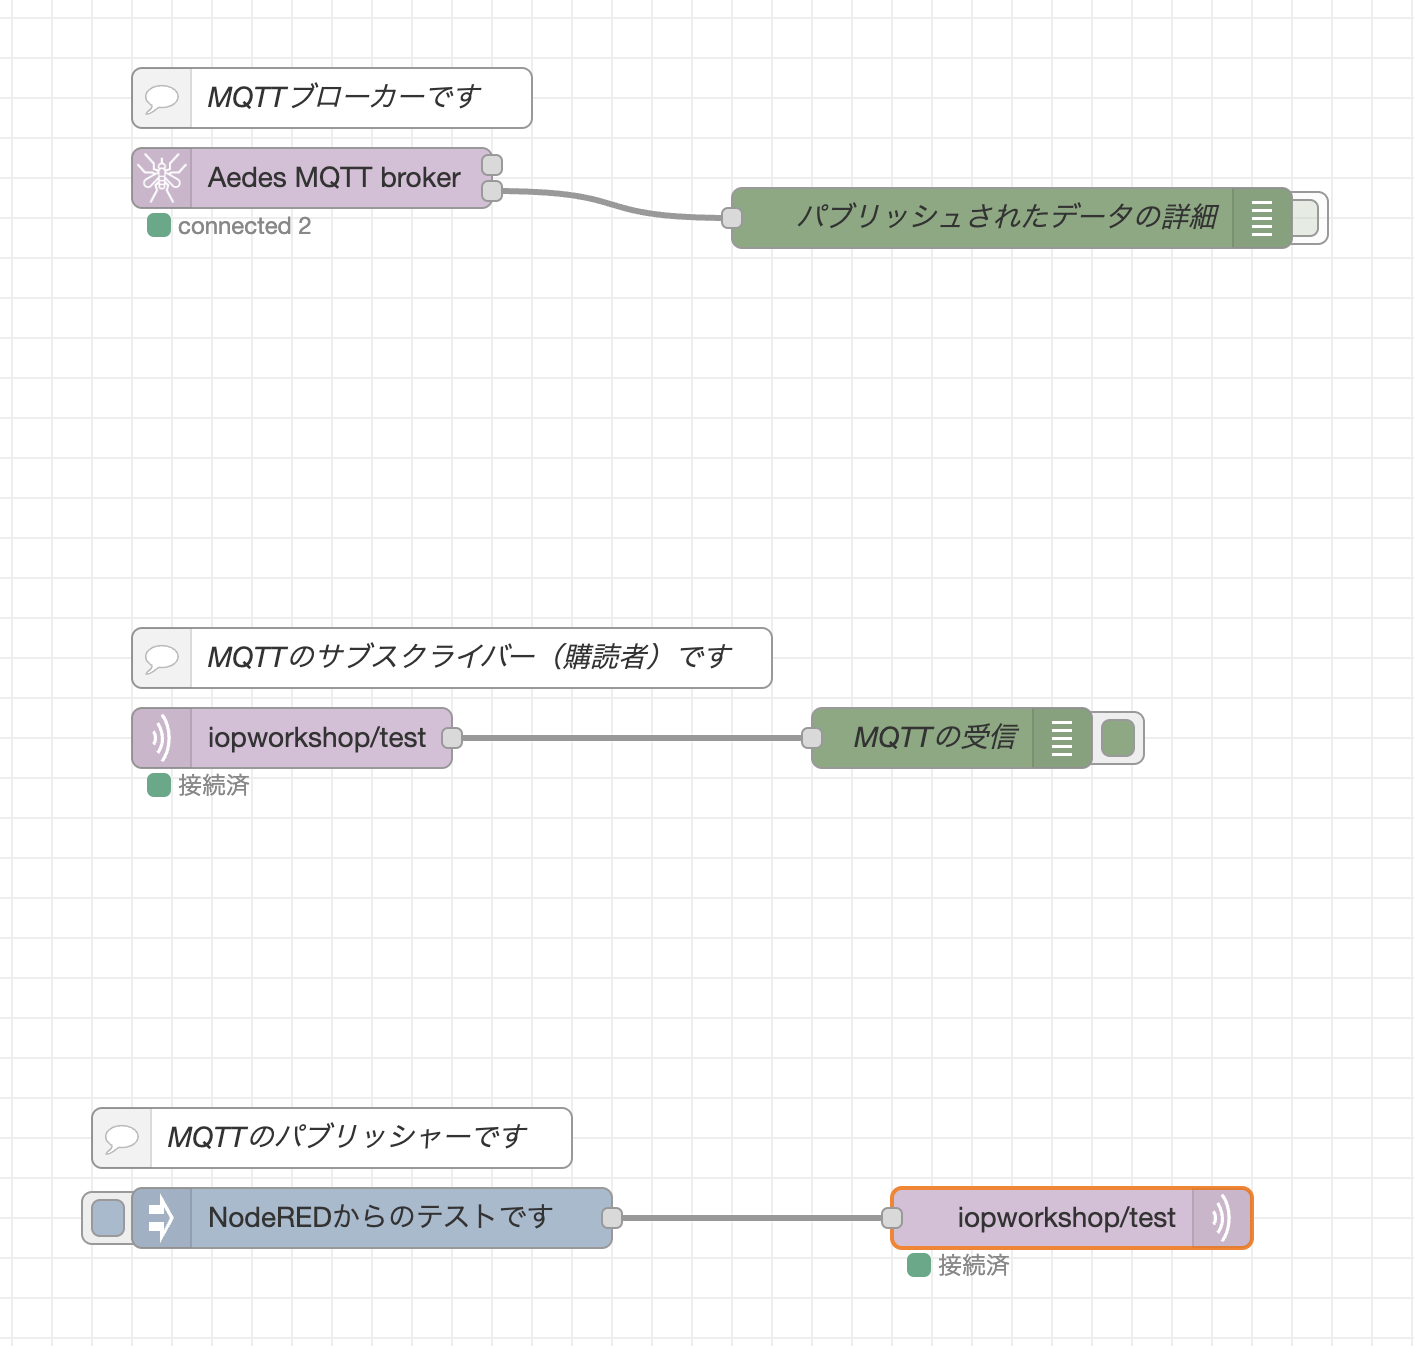 MQTTブローカーです
Aedes MQTT broker
connected 2
パブリッシュされたデータの詳細
MQTTのサブスクライバー（購読者）です
iopworkshop/test
MQTTの受信
接続済
MQTTのパブリッシャーです
NodeREDからのテストです
iopworkshop/test
接続済